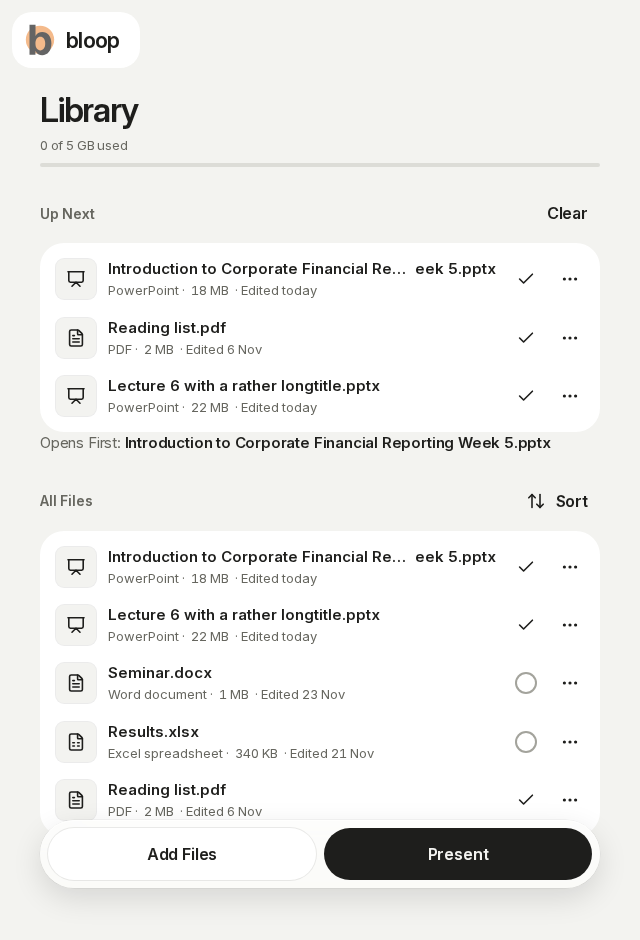 bloop
Library
0 of 5 GB used
Up Next
Clear
Introduction to Corporate Financial Re… eek 5.pptx
PowerPoint · 18 MB · Edited today
Reading list.pdf
PDF · 2 MB · Edited 6 Nov
Lecture 6 with a rather longtitle.pptx
PowerPoint · 22 MB · Edited today
Opens First: Introduction to Corporate Financial Reporting Week 5.pptx
All Files
Sort
Introduction to Corporate Financial Re… eek 5.pptx
PowerPoint · 18 MB · Edited today
Lecture 6 with a rather longtitle.pptx
PowerPoint · 22 MB · Edited today
Seminar.docx
Word document · 1 MB · Edited 23 Nov
Results.xlsx
Excel spreadsheet · 340 KB · Edited 21 Nov
Reading list.pdf
PDF · 2 MB · Edited 6 Nov
Add Files
Present